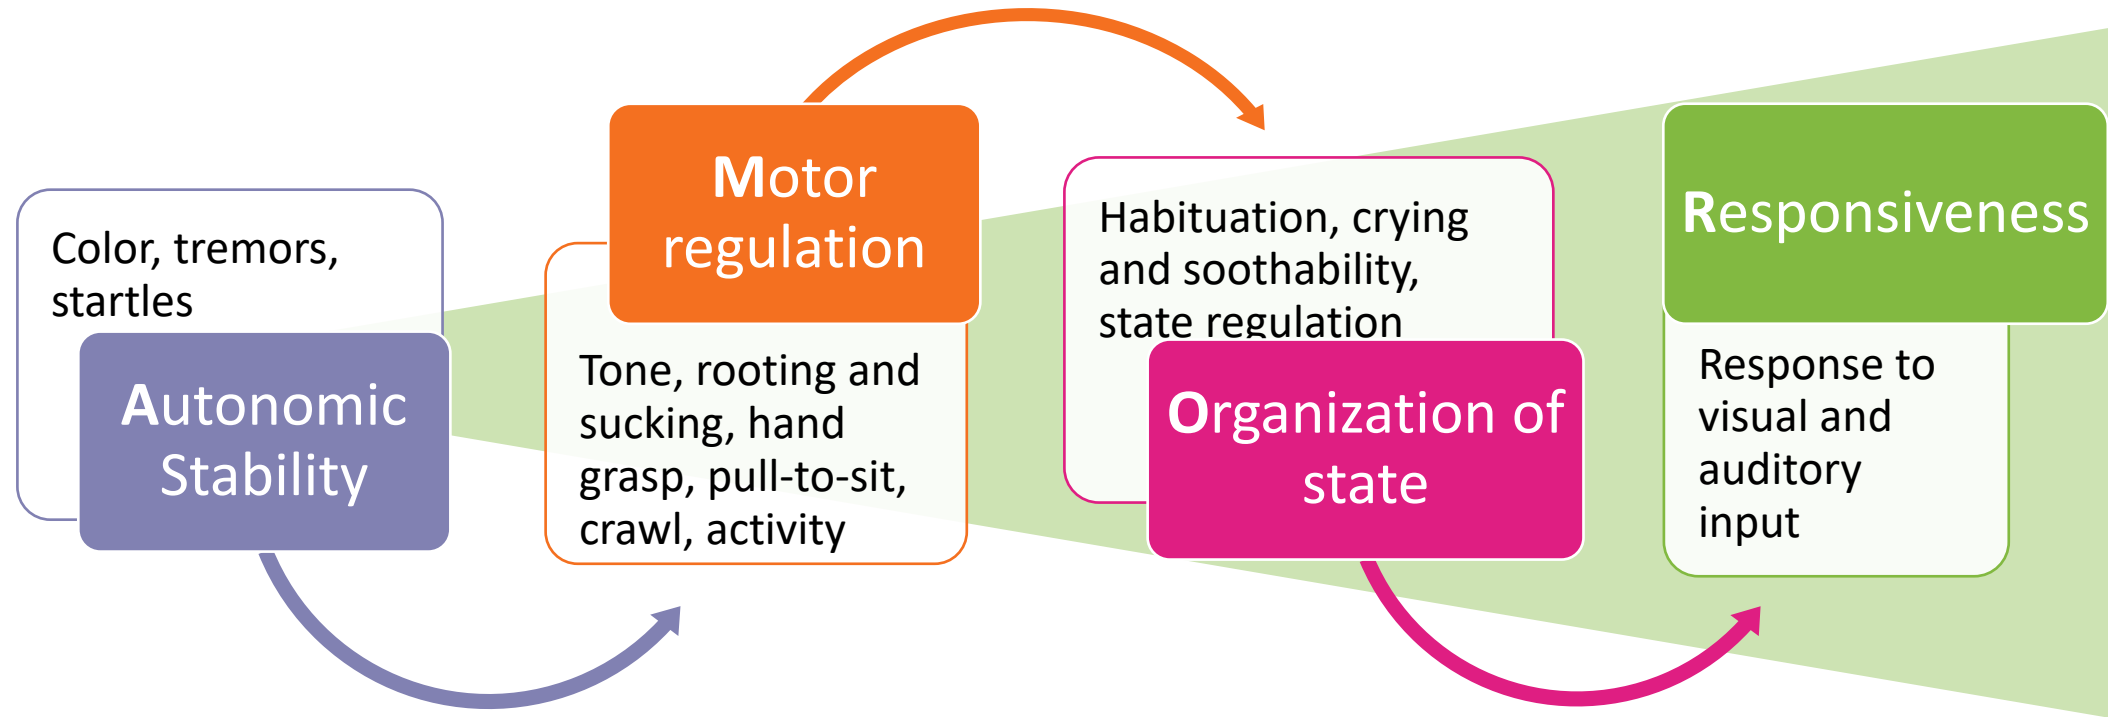 Color, tremors,
startles
Autonomic
Stability
Motor
regulation
Tone, rooting and
sucking, hand
grasp, pull-to-sit,
crawl, activity
Habituation, crying
and soothability,
state regulation
Organization of
state
Responsiveness
Response to
visual and
auditory
input